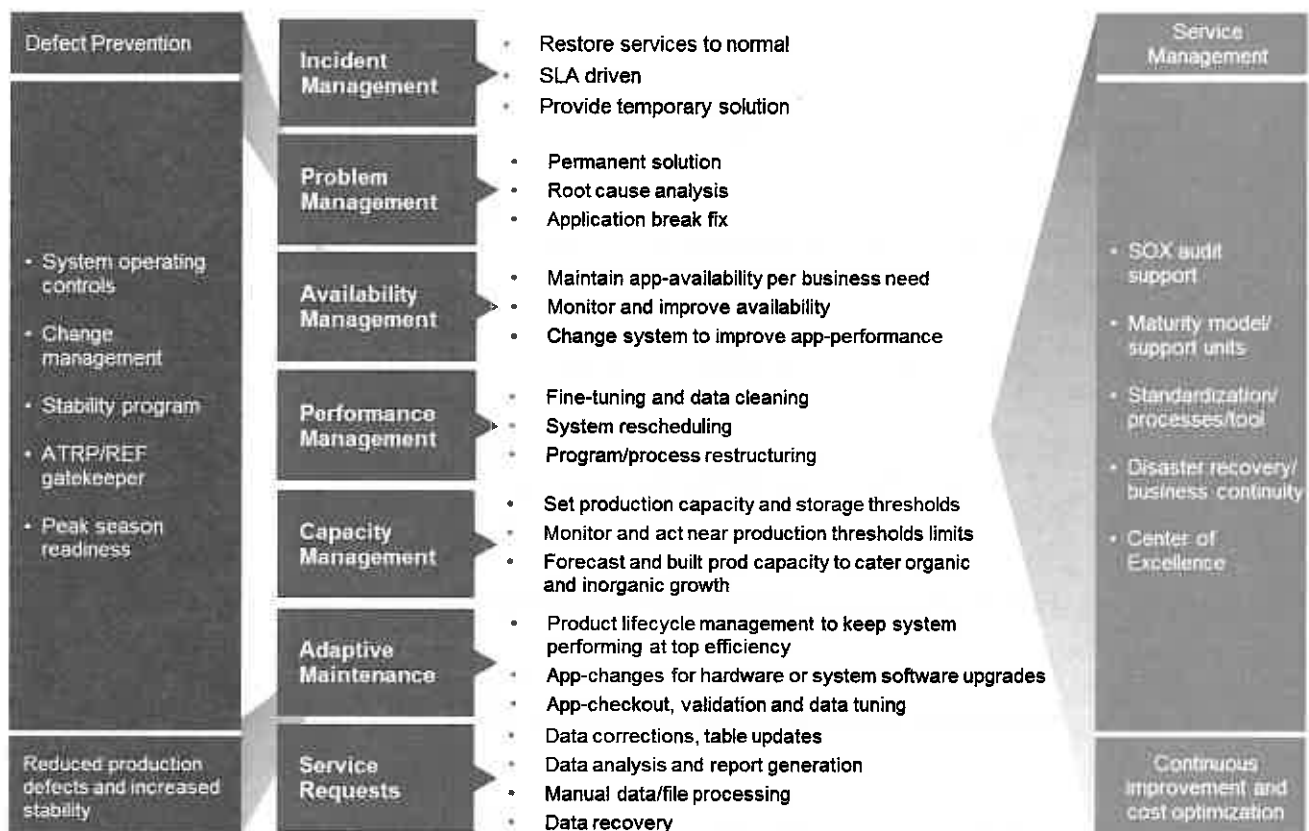 Defect Prevention
• System operating
controls
• Change
management
• Stability program
• ATRP/REF
gatekeeper
• Peak season
readiness
Reduced production
defects and increased
stability
Incident
Management
• Restore services to normal
• SLA driven
• Provide temporary solution
Problem
Management
• Permanent solution
• Root cause analysis
• Application break fix
Availability
Management
• Maintain app-availability per business need
• Monitor and improve availability
• Change system to improve app-performance
Performance
Management
• Fine-tuning and data cleaning
• System rescheduling
• Program/process restructuring
Capacity
Management
• Set production capacity and storage thresholds
• Monitor and act near production thresholds limits
• Forecast and built prod capacity to cater organic
and inorganic growth
Adaptive
Maintenance
• Product lifecycle management to keep system
performing at top efficiency
• App-changes for hardware or system software upgrades
• App-checkout, validation and data tuning
Service
Requests
• Data corrections, table updates
• Data analysis and report generation
• Manual data/file processing
• Data recovery
Service
Management
• SOX audit
support
• Maturity model/
support units
• Standardization/
processes/tool
• Disaster recovery/
business continuity
• Center of
Excellence
Continuous
improvement and
cost optimization